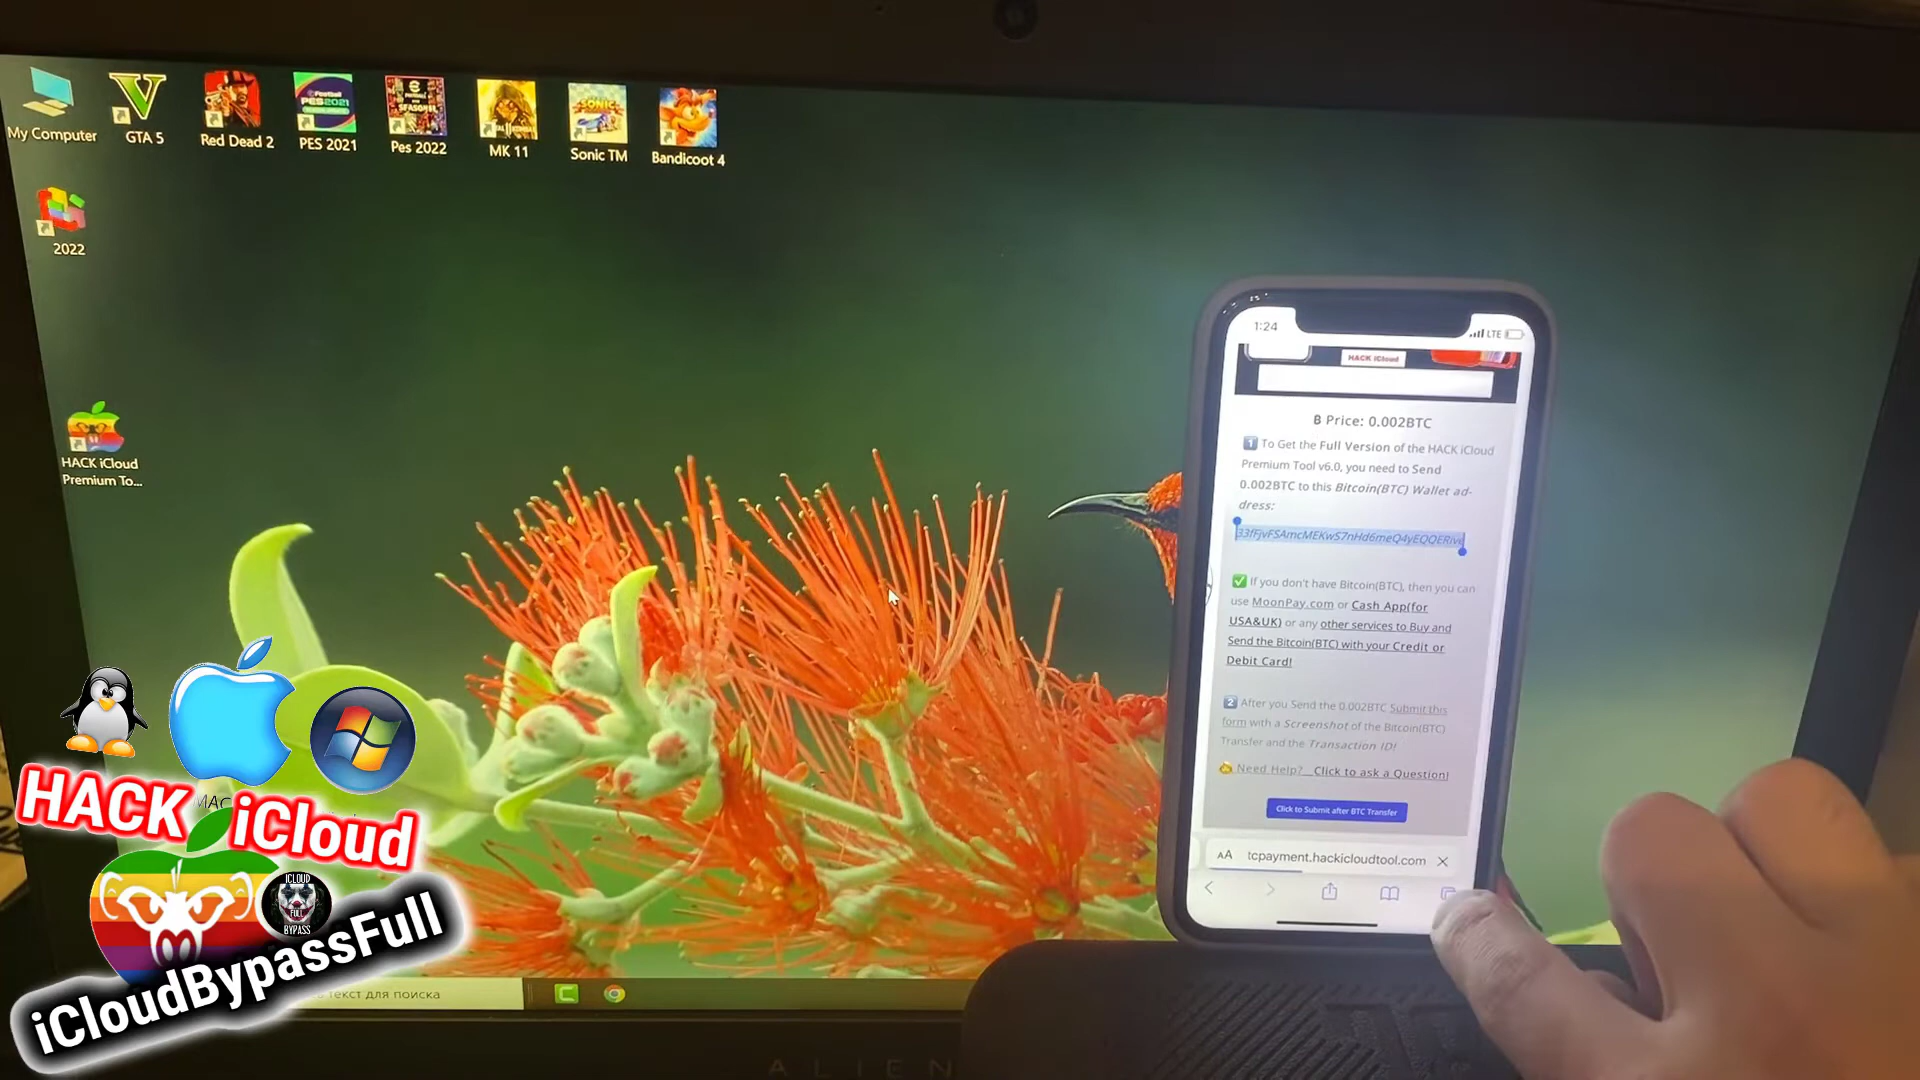 My Computer
GTA 5
Red Dead 2
PES 2021
Pes 2022
MK 11
Sonic TM
Bandicoot 4
2022
HACK iCloud
Premium To...
1:24
LTE
HACK iCloud
Price: 0.002BTC
1 To Get the Full Version of the HACK iCloud
Premium Tool v6.0, you need to Send
0.002BTC to this Bitcoin(BTC) Wallet ad-
dress:
If you don't have Bitcoin(BTC), then you can
use MoonPay.com or Cash App(for
USA&UK) or any other services to Buy and
Send the Bitcoin(BTC) with your Credit or
Debit Card!
2 After you Send the 0.002BTC Submit this
form with a Screenshot of the Bitcoin(BTC)
Transfer and the Transaction ID!
Need Help? Click to ask a Question!
Click to Submit after BTC Transfer
AA tcpayment.hackicloudtool.com
MAC
HACK iCloud
ICLOUD
FULL
BYPASS
iCloudBypassFull
текст для поиска
ALIEN